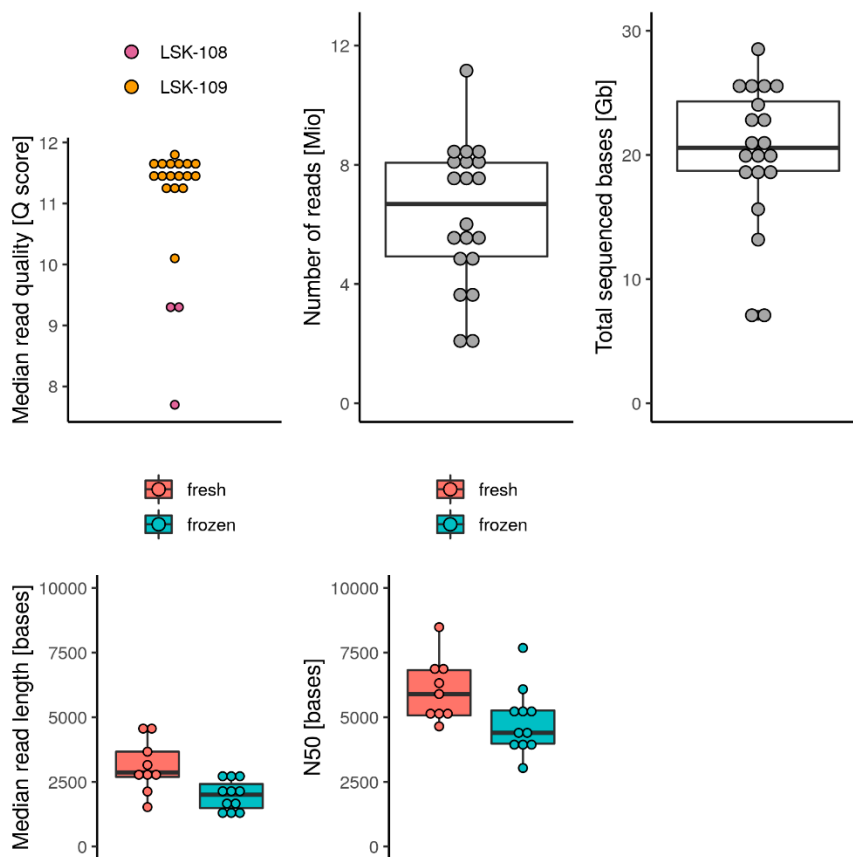 LSK-108
LSK-109
Median read quality [Q score]
12
11
10
9
8
Number of reads [Mio]
12
8
4
0
Total sequenced bases [Gb]
30
20
10
0
fresh
frozen
Median read length [bases]
10000
7500
5000
2500
0
fresh
frozen
N50 [bases]
10000
7500
5000
2500
0